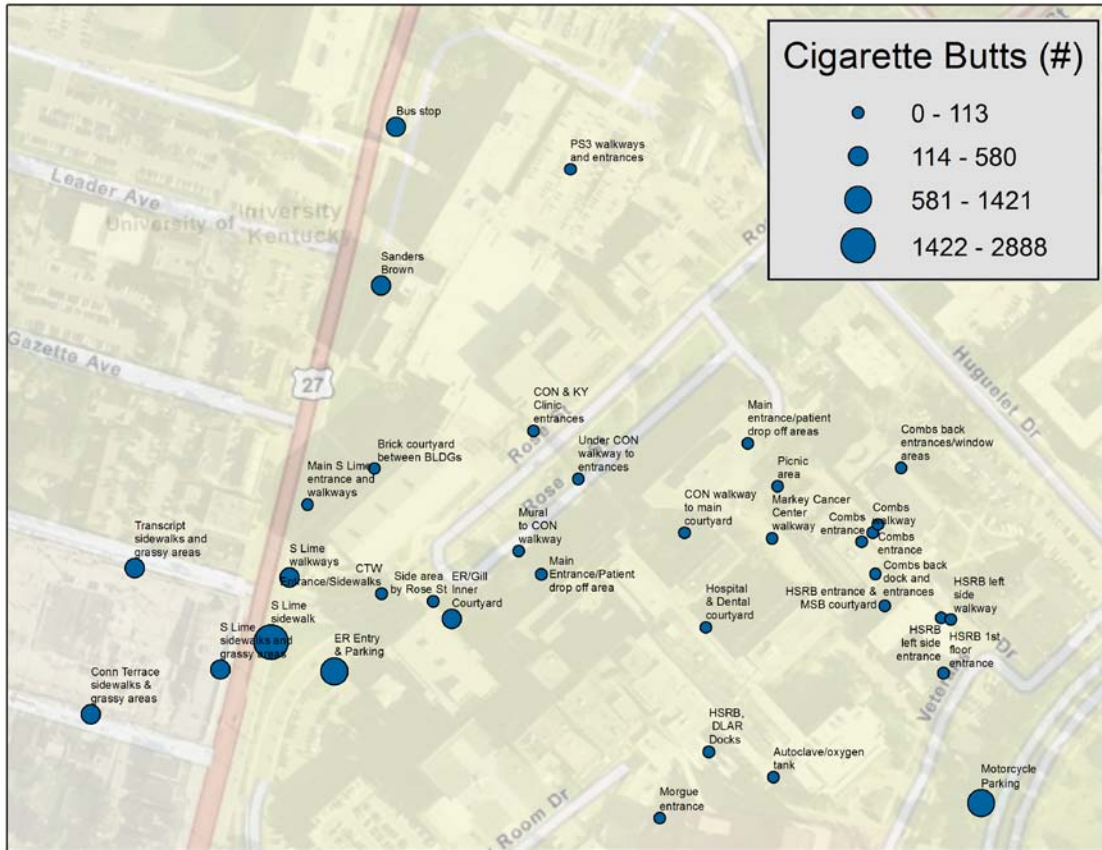 Cigarette Butts (#)
0 - 113
114 - 580
581 - 1421
1422 - 2888
Bus stop
PS3 walkways
and entrances
Leader Ave
University of
University
Kentucky
Sanders
Brown
Gazette Ave
27
Huguelet Dr
CON & KY
Clinic
entrances
Rose
Main
entrance/patient
drop off areas
Combs back
entrances/window
areas
Brick courtyard
between BLDGs
Under CON
walkway to
entrances
Main S Lime
entrance and
walkways
Picnic
area
CON walkway
to main
courtyard
Markey Cancer
Center
walkway
Combs
walkway
Combs
entrance
Combs
entrance
Mural
to CON
walkway
Transcript
sidewalks and
grassy areas
S Lime
walkways
CTW
Entrance/Sidewalks
Side area
by Rose St
ER/Gill
Inner
Courtyard
Main
Entrance/Patient
drop off area
Combs back
dock and
entrances
HSRB entrance &
MSB courtyard
HSRB left
side
walkway
Hospital
& Dental
courtyard
S Lime
sidewalk
S Lime
sidewalks and
grassy areas
ER Entry
& Parking
HSRB
left side
entrance
HSRB 1st
floor
entrance
Conn Terrace
sidewalks &
grassy areas
HSRB,
DLAR
Docks
Autoclave/oxygen
tank
Motorcycle
Parking
Morgue
entrance
Room Dr